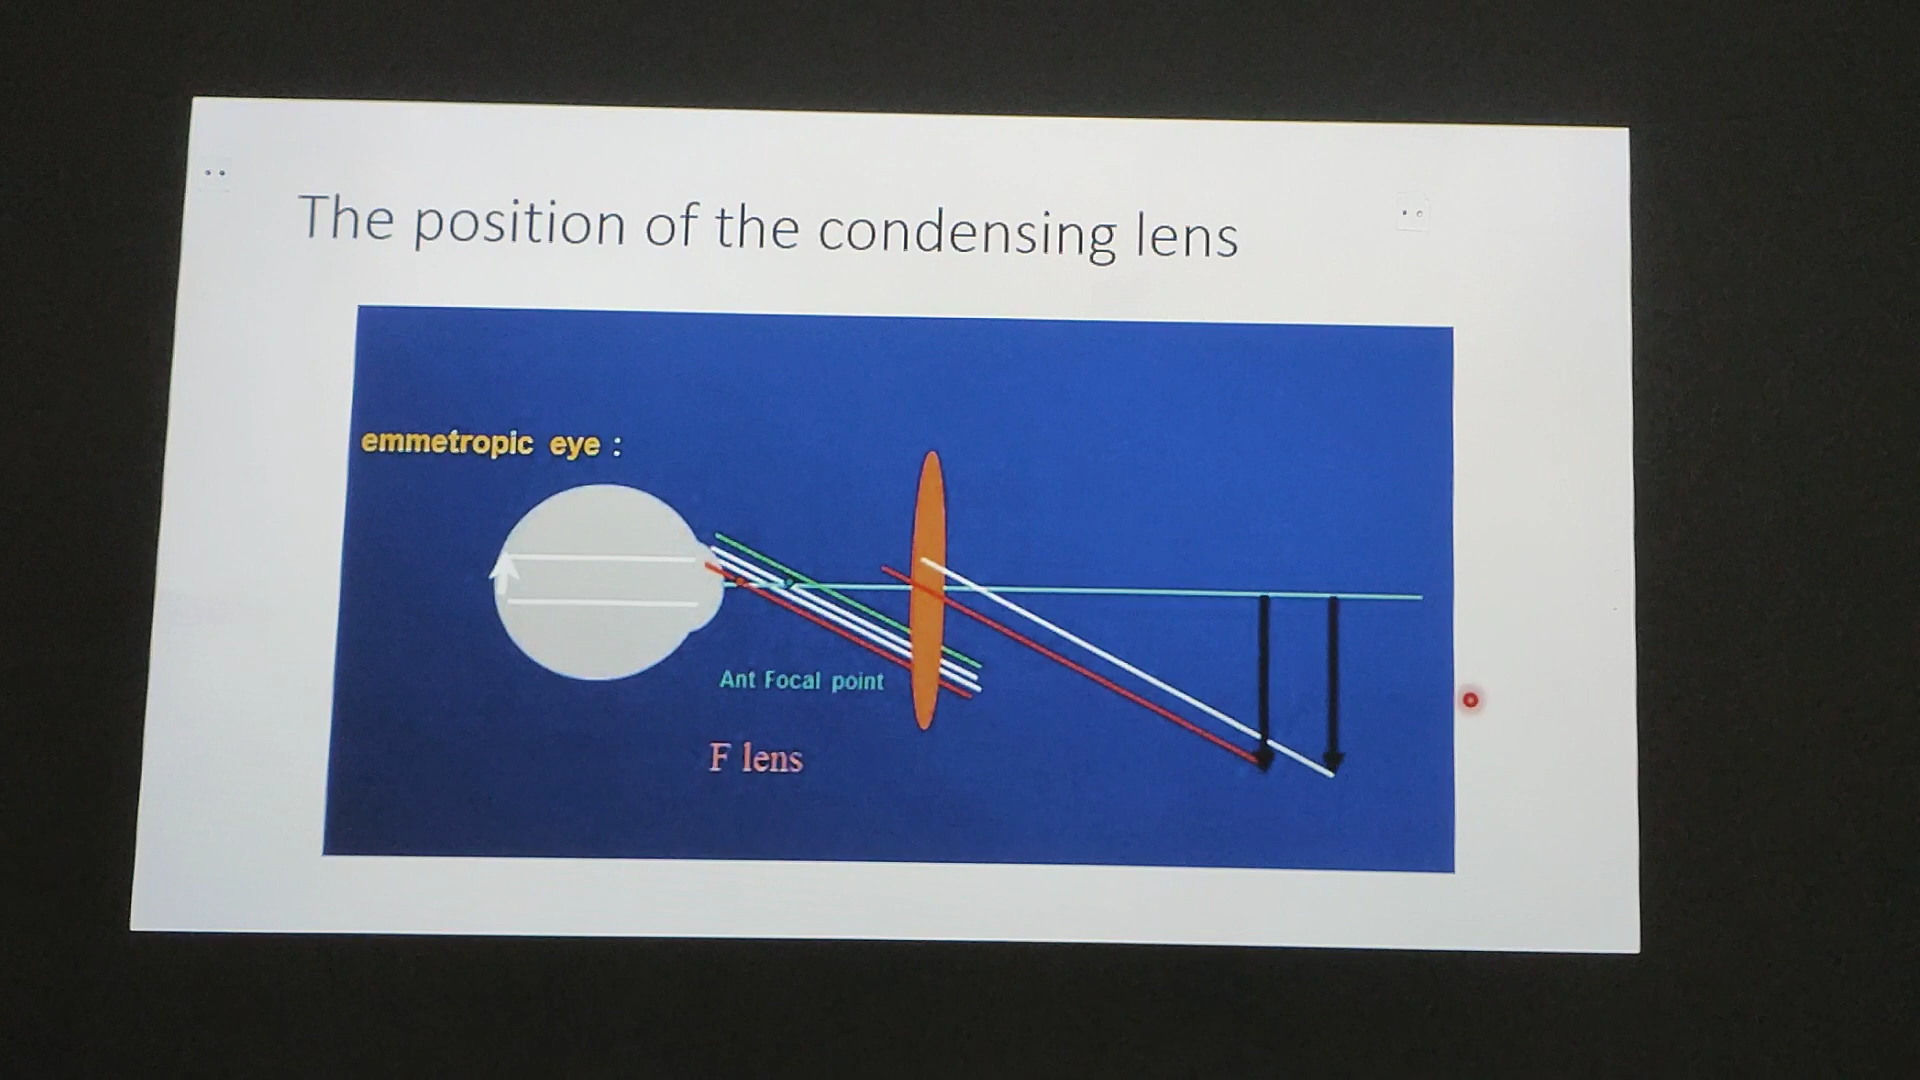 The position of the condensing lens
emmetropic eye :
Ant Focal point
F lens